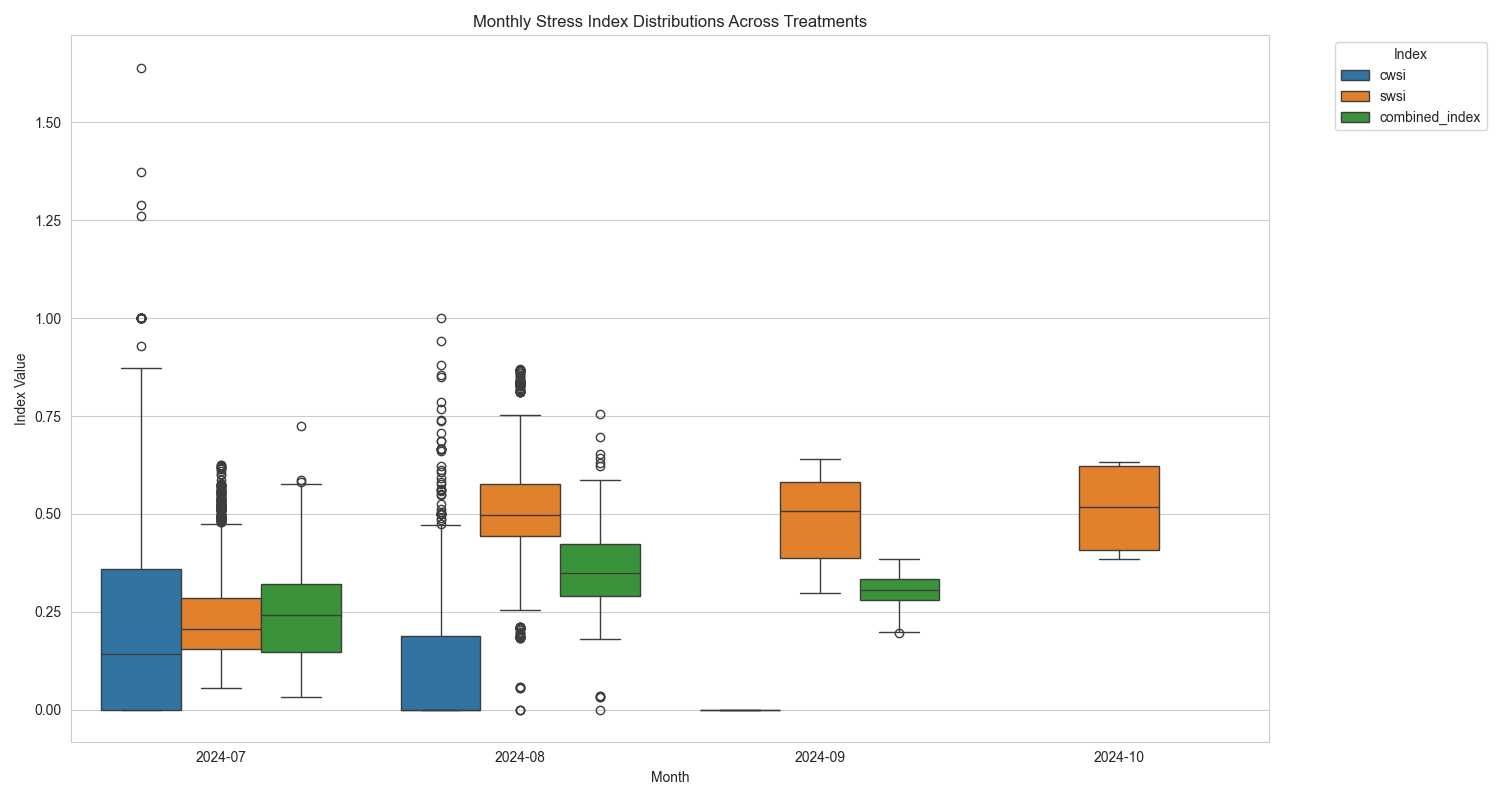 Monthly Stress Index Distributions Across Treatments
Index
cwsi
swsi
combined_index
Index Value
1.50
1.25
1.00
0.75
0.50
0.25
0.00
2024-07
2024-08
2024-09
2024-10
Month